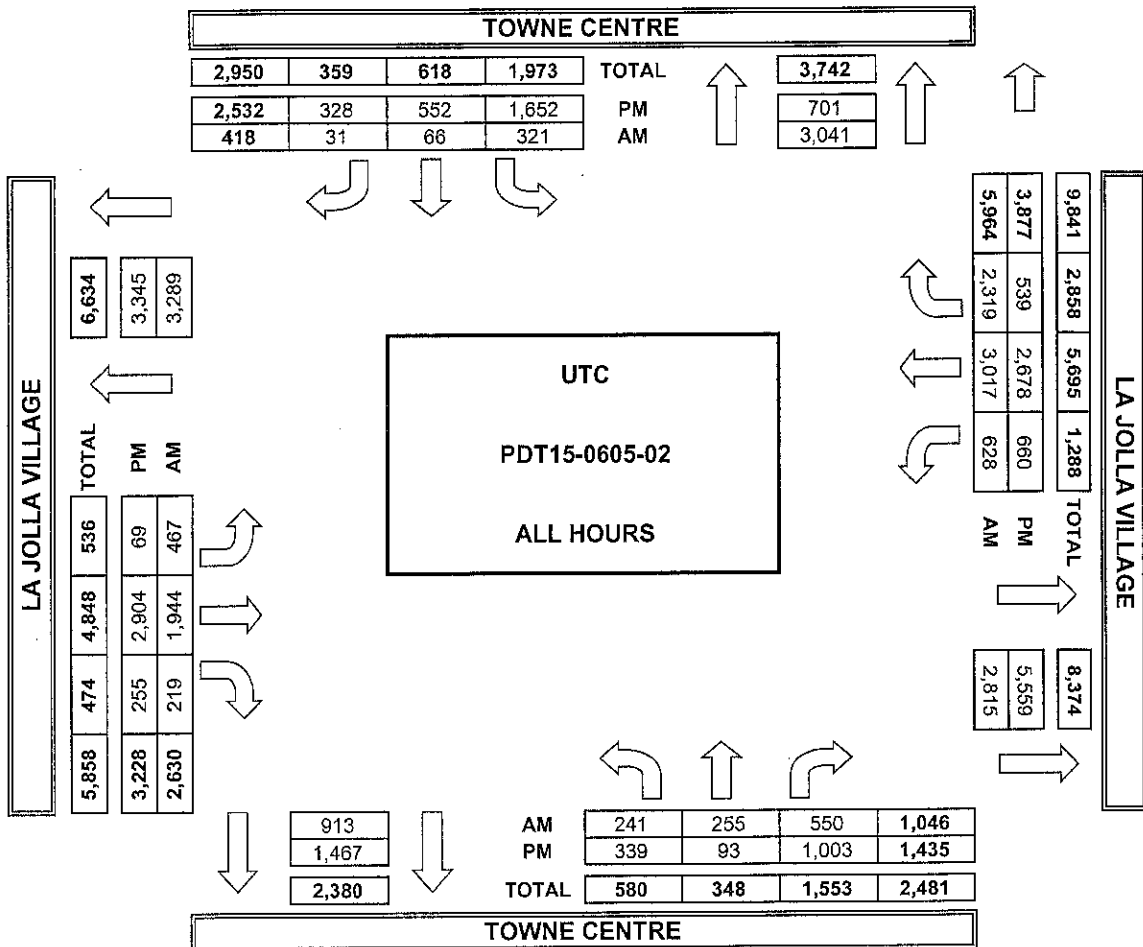 TOWNE CENTRE
2,950 359 618 1,973 TOTAL 3,742
2,532 328 552 1,652 PM 701
418 31 66 321 AM 3,041
LA JOLLA VILLAGE
6,634
3,345
3,289
TOTAL PM AM
536 69 467
4,848 2,904 1,944
474 255 219
5,858 3,228 2,630
UTC
PDT15-0605-02
ALL HOURS
9,841 2,858 5,695 1,288 TOTAL 8,374
3,877 539 2,678 660 PM 5,559
5,964 2,319 3,017 628 AM 2,815
LA JOLLA VILLAGE
913 AM 241 255 550 1,046
1,467 PM 339 93 1,003 1,435
2,380 TOTAL 580 348 1,553 2,481
TOWNE CENTRE